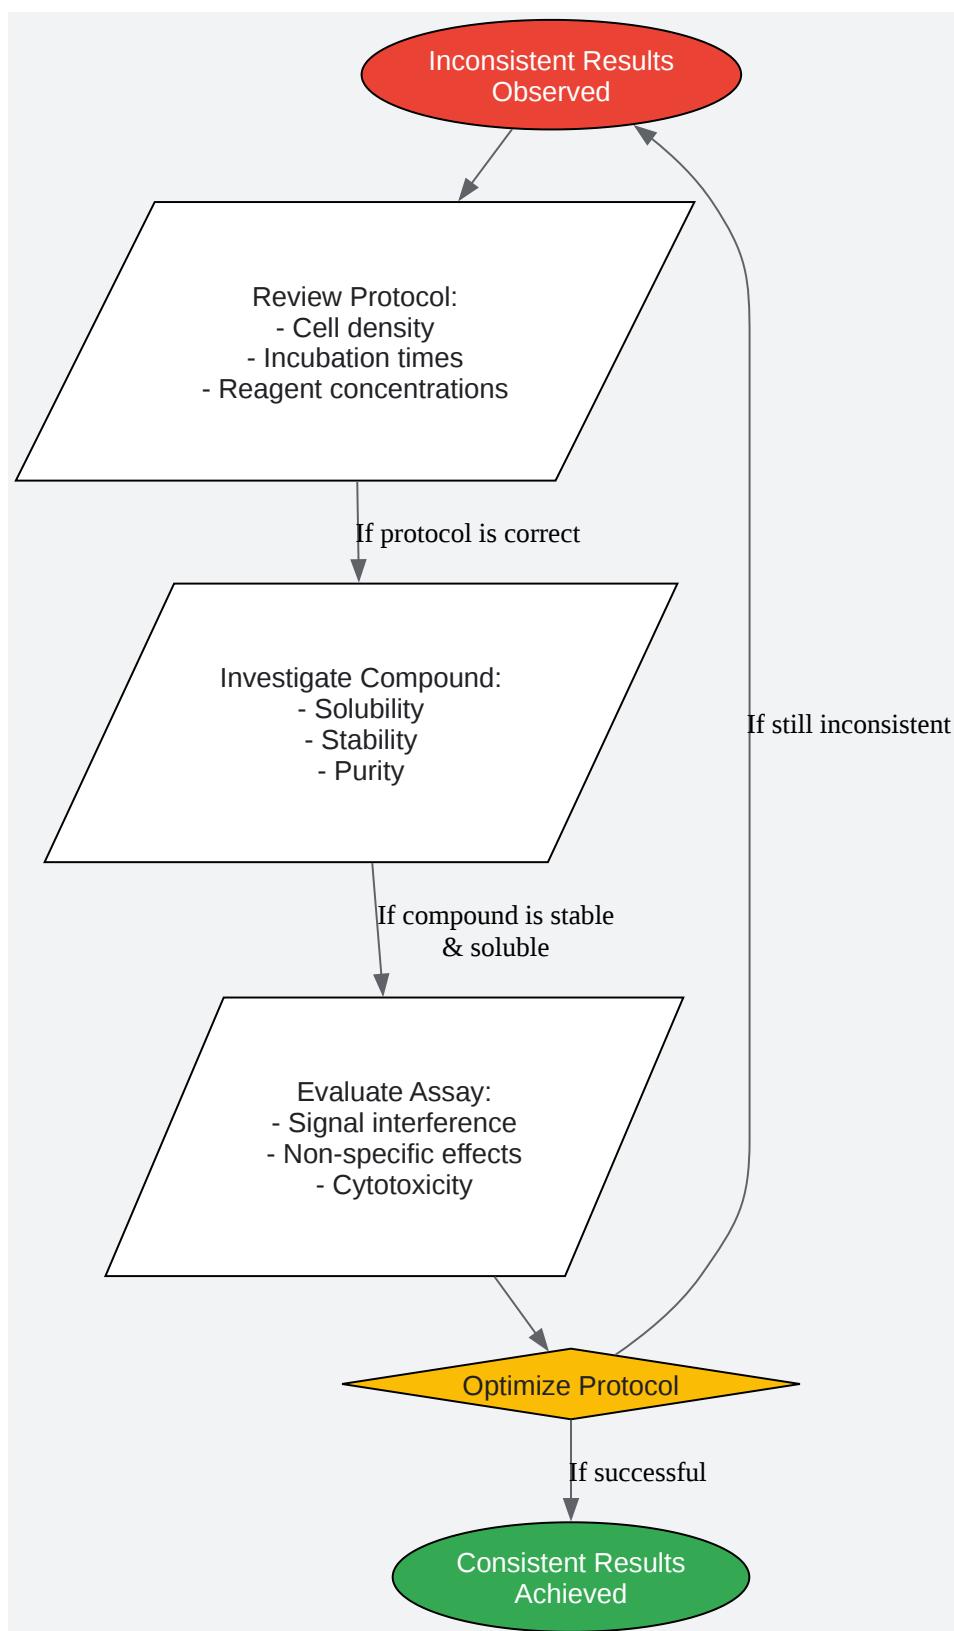 Inconsistent Results
Observed
Review Protocol:
- Cell density
- Incubation times
- Reagent concentrations
If protocol is correct
Investigate Compound:
- Solubility
- Stability
- Purity
If still inconsistent
If compound is stable
& soluble
Evaluate Assay:
- Signal interference
- Non-specific effects
- Cytotoxicity
Optimize Protocol
If successful
Consistent Results
Achieved